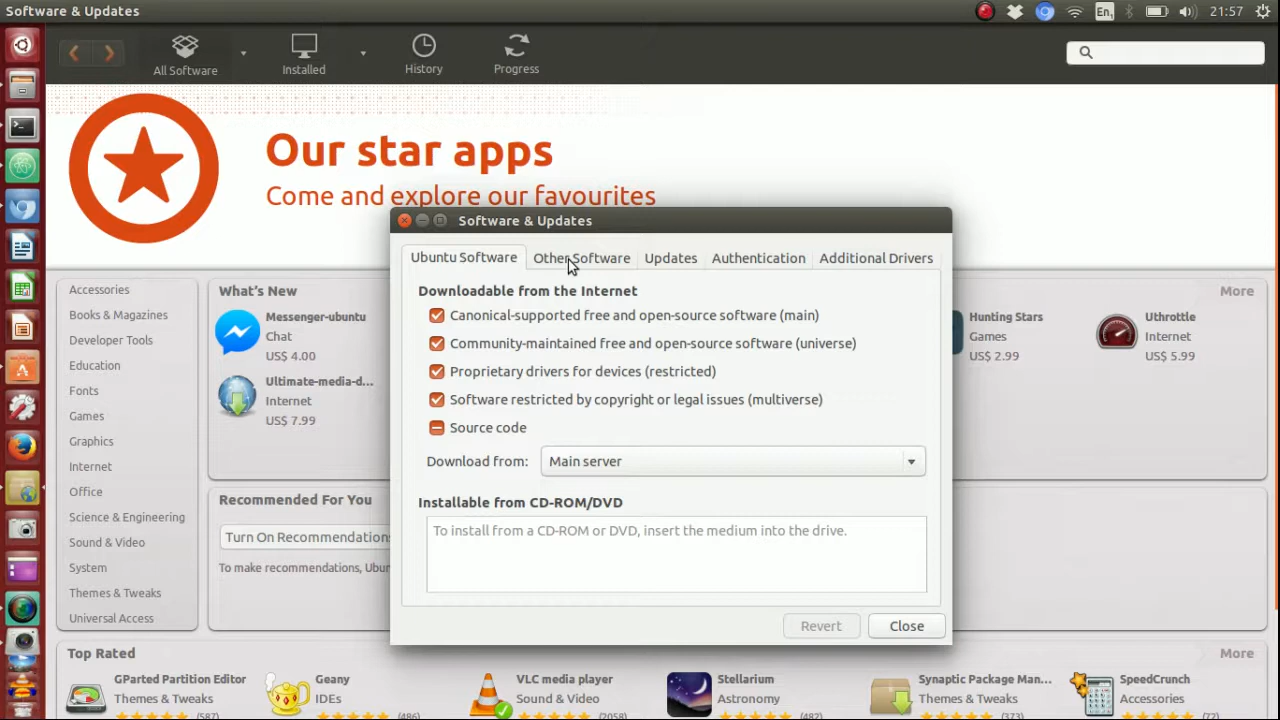 Software & Updates
En1
21:57
All Software
Installed
History
Progress
Our star apps
Come and explore our favourites
Software & Updates
Ubuntu Software
Other Software
Updates
Authentication
Additional Drivers
Downloadable from the Internet
Canonical-supported free and open-source software (main)
Community-maintained free and open-source software (universe)
Proprietary drivers for devices (restricted)
Software restricted by copyright or legal issues (multiverse)
Source code
Download from:
Main server
Installable from CD-ROM/DVD
To install from a CD-ROM or DVD, insert the medium into the drive.
Revert
Close
Accessories
Books & Magazines
Developer Tools
Education
Fonts
Games
Graphics
Internet
Office
Science & Engineering
Sound & Video
System
Themes & Tweaks
Universal Access
What's New
More
Messenger-ubuntu
Chat
US$ 4.00
Ultimate-media-d...
Internet
US$ 7.99
Hunting Stars
Games
US$ 2.99
Uthrottle
Internet
US$ 5.99
Recommended For You
Turn On Recommendations
To make recommendations, Ubun
Top Rated
More
GParted Partition Editor
Themes & Tweaks
(587)
Geany
IDEs
(486)
VLC media player
Sound & Video
(2058)
Stellarium
Astronomy
(482)
Synaptic Package Man...
Themes & Tweaks
(373)
SpeedCrunch
Accessories
(72)